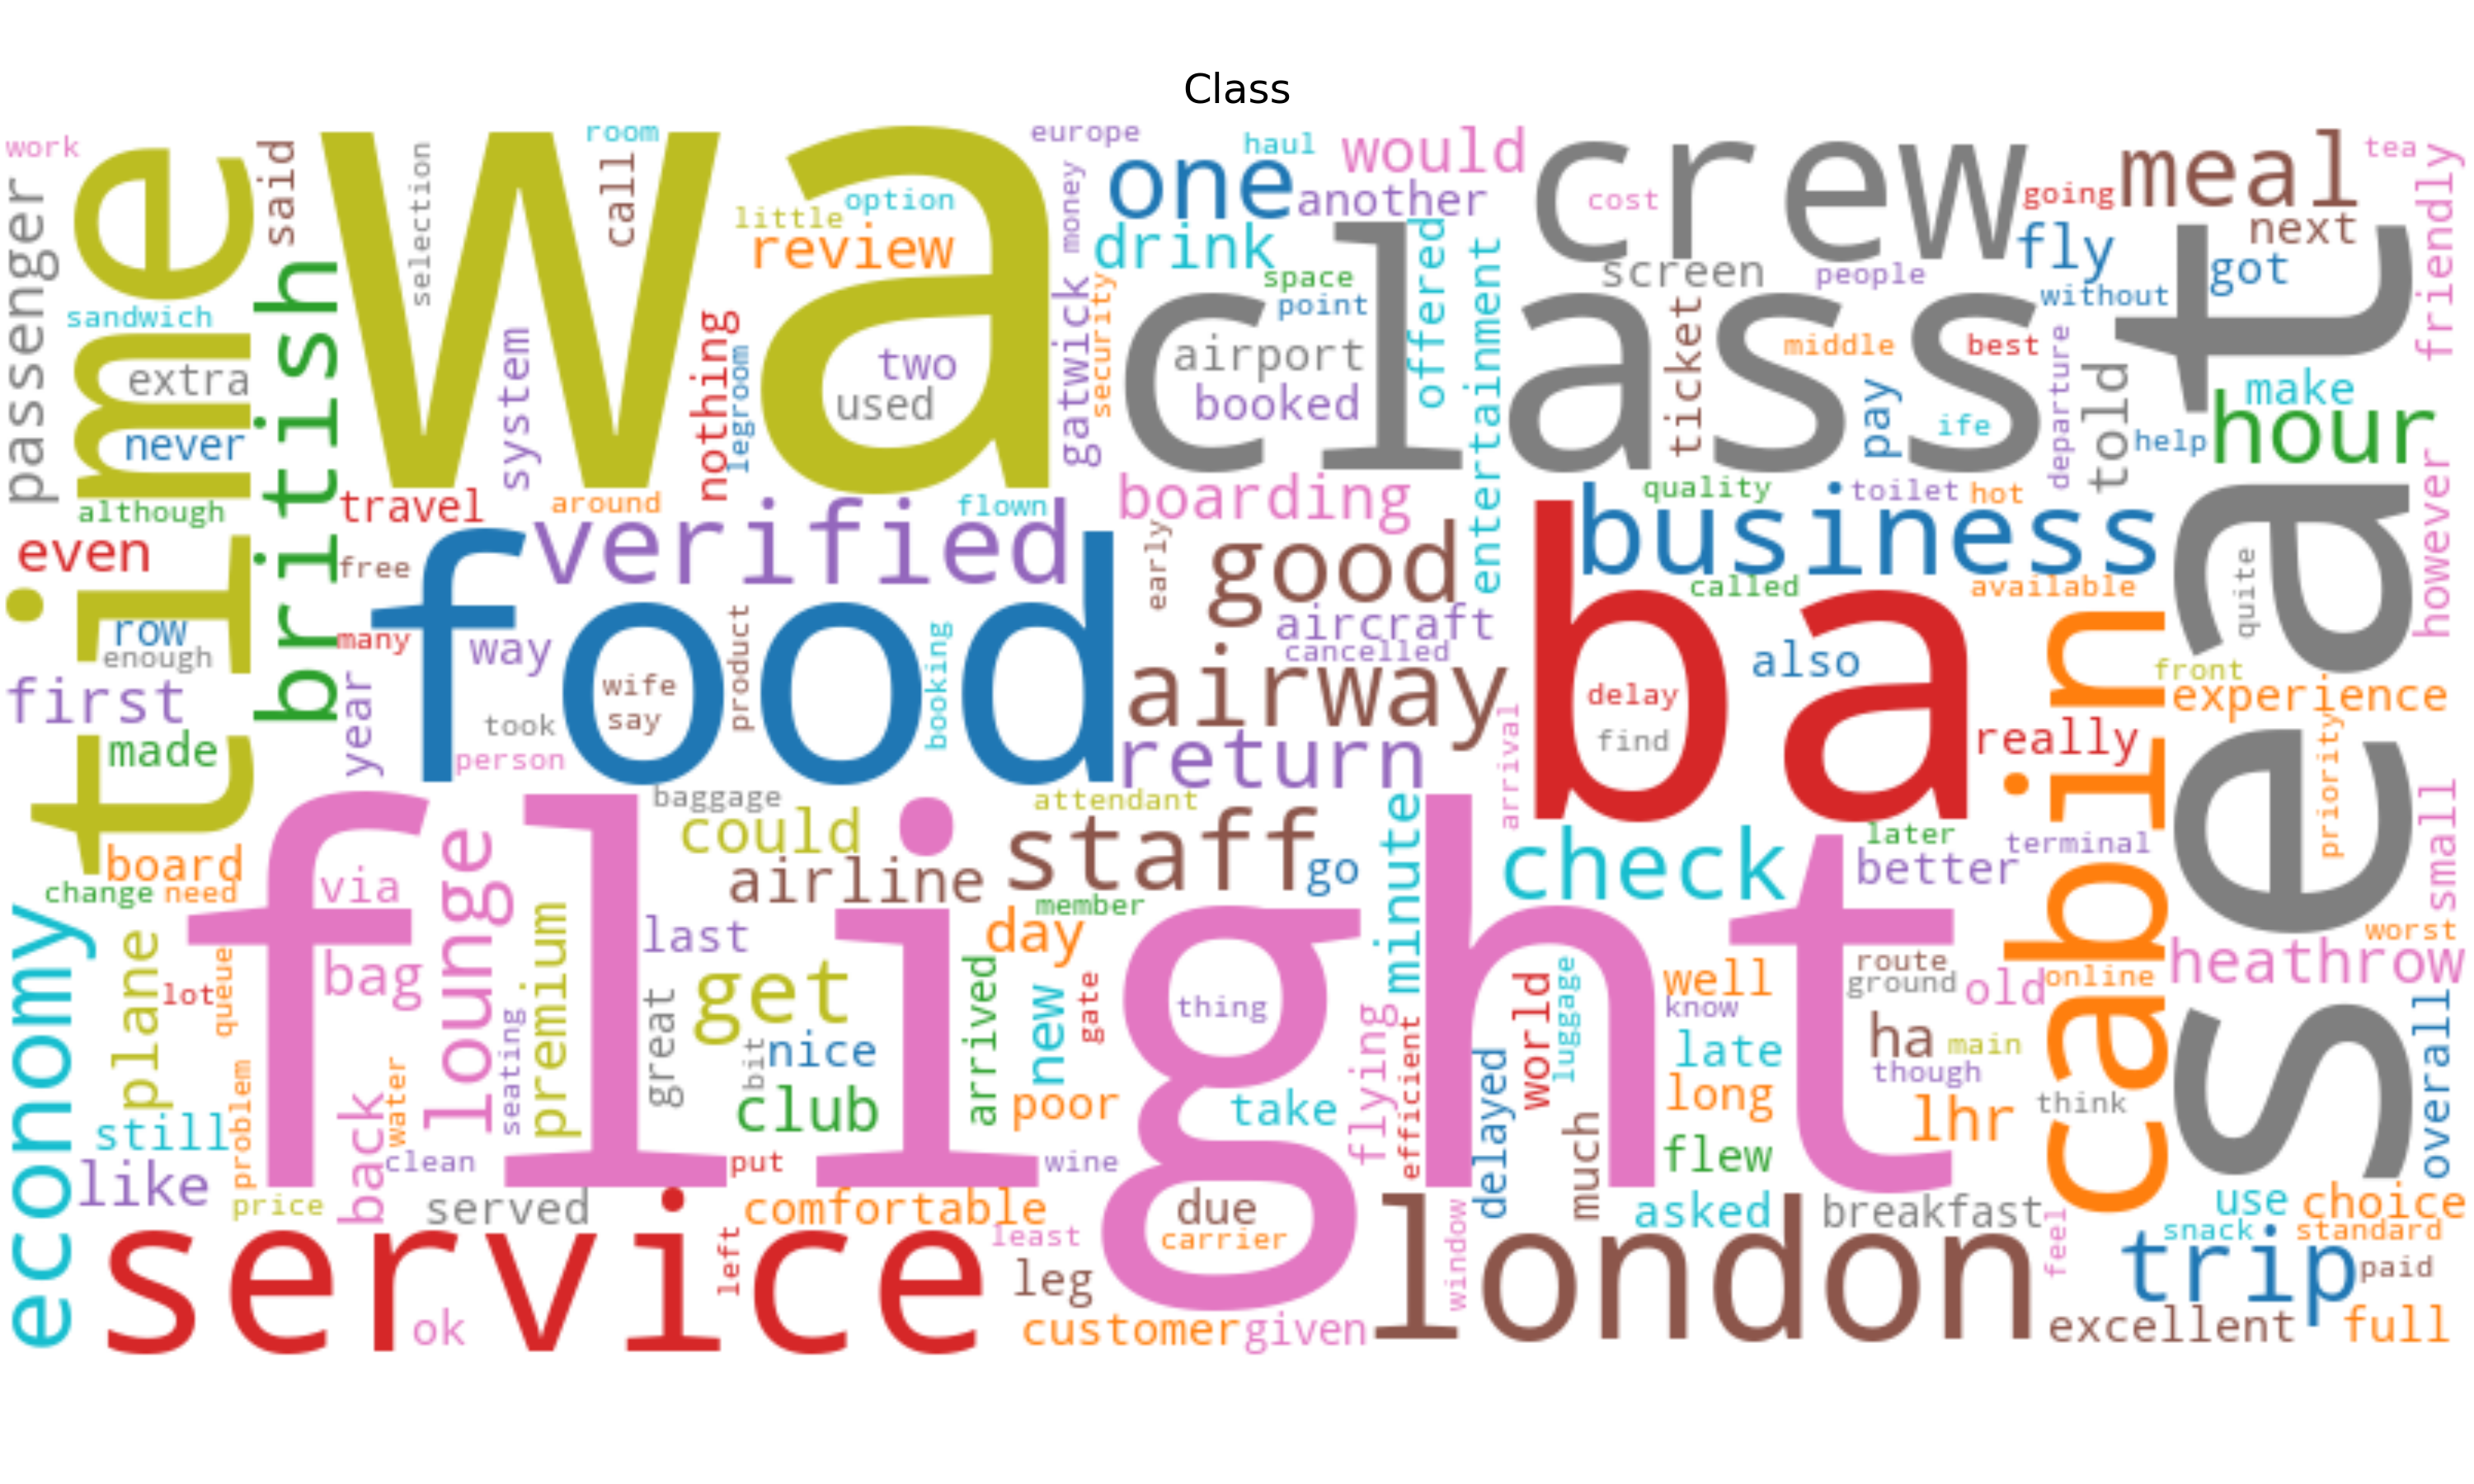 Class
work
room
europe
haul
would
crew
meal
tea
me
said
selection
wa
call
option
little
review
money
one
another
drink
cost
going
next
friendly
passenger
time
british
sandwich
extra
never
although
system
nothing
legroom
two
used
gatwick
security
space
point
class
airport
booked
offered
entertainment
screen
people
fly
got
without
ticket
middle
best
pay
ife
departure
told
help
make
hour
seat
travel
around
flown
verified
boarding
quality
toilet
hot
business
called
available
however
quite
even
free
row
enough
many
first
made
year
way
food
wife
say
took
person
product
booking
early
good
aircraft
cancelled
airway
return
arrival
ba
delay
find
also
really
front
experience
priority
cabin
small
board
change
need
flight
via
bag
lounge
baggage
could
airline
attendant
staff
go
member
day
minute
check
later
better
terminal
worst
heathrow
economy
plane
lot
queue
premium
seating
last
get
great
bit
nice
club
arrived
new
gate
poor
thing
take
flying
efficient
delayed
world
luggage
well
know
late
long
flew
much
route
ground
old
online
ha
main
though
lhr
think
overall
still
problem
back
water
like
price
clean
served
put
comfortable
wine
least
due
carrier
asked
breakfast
use
choice
snack
standard
service
ok
left
leg
customer
given
window
london
feel
trip
paid
excellent
full